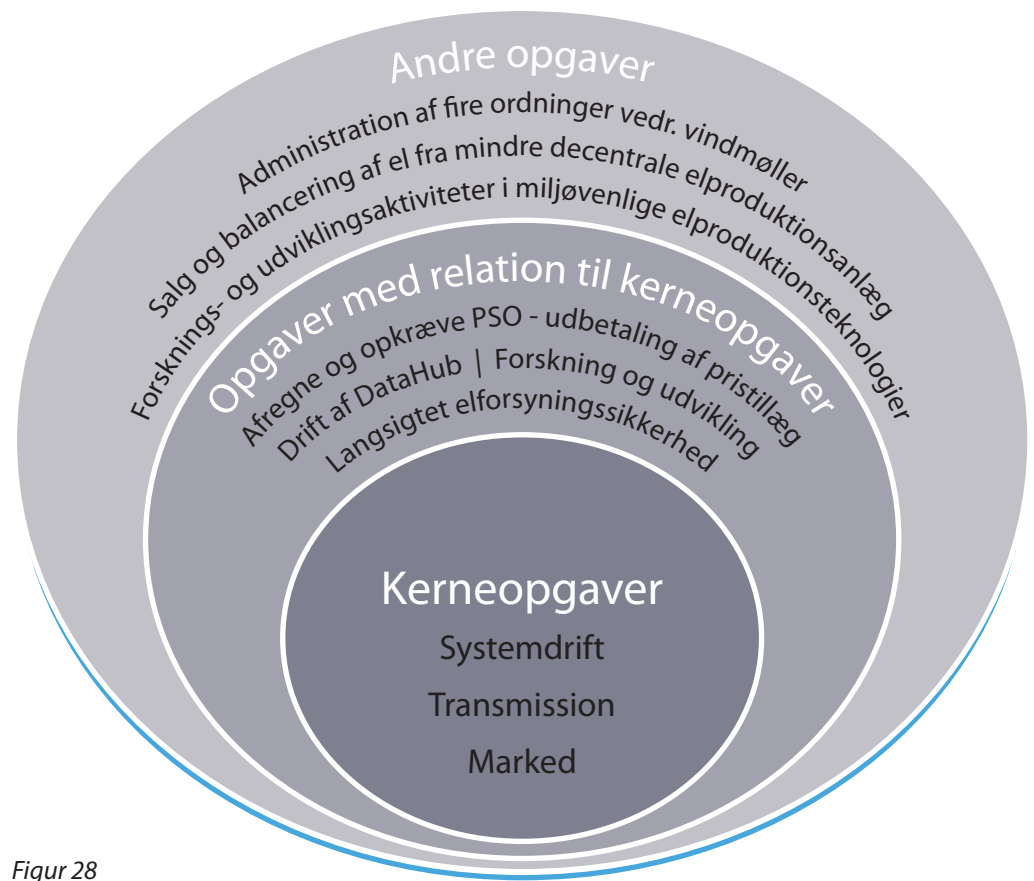 Andre opgaver
Administration af fire ordninger vedr. vindmøller
Salg og balancering af el fra mindre decentrale elproduktionsanlæg
Forsknings- og udviklingsaktiviteter i miljøvenlige elproduktionsteknologier
Opgaver med relation til kerneopgaver
Afregne og opkræve PSO - udbetaling af pristillæg
Drift af DataHub | Forskning og udvikling
Langsigtet elforsyningssikkerhed
Kerneopgaver
Systemdrift
Transmission
Marked
Figur 28